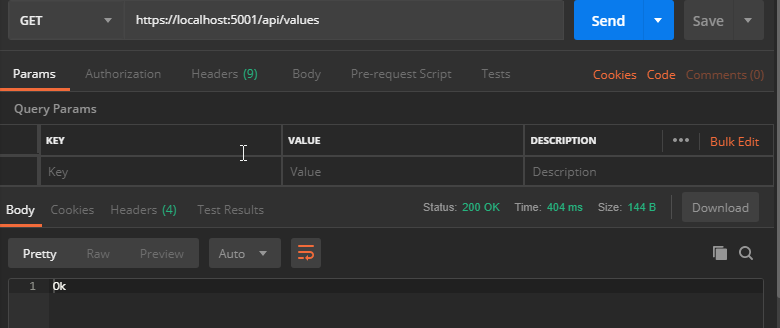 GET https://localhost:5001/api/values Send Save
Params Authorization Headers (9) Body Pre-request Script Tests Cookies Code Comments (0)
Query Params
KEY VALUE DESCRIPTION ••• Bulk Edit
Key Value Description
Body Cookies Headers (4) Test Results Status: 200 OK Time: 404 ms Size: 144 B Download
Pretty Raw Preview Auto
1 Ok